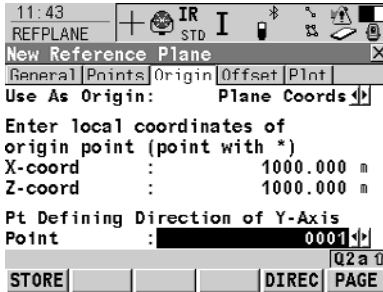 11:43
REFPLANE
IR
STD
I
New Reference Plane
General Points Origin Offset Plot
Use As Origin: Plane Coords
Enter local coordinates of
origin point (point with *)
X-coord : 1000.000 m
Z-coord : 1000.000 m
Pt Defining Direction of Y-Axis
Point : 0001
Q2a
STORE DIREC PAGE